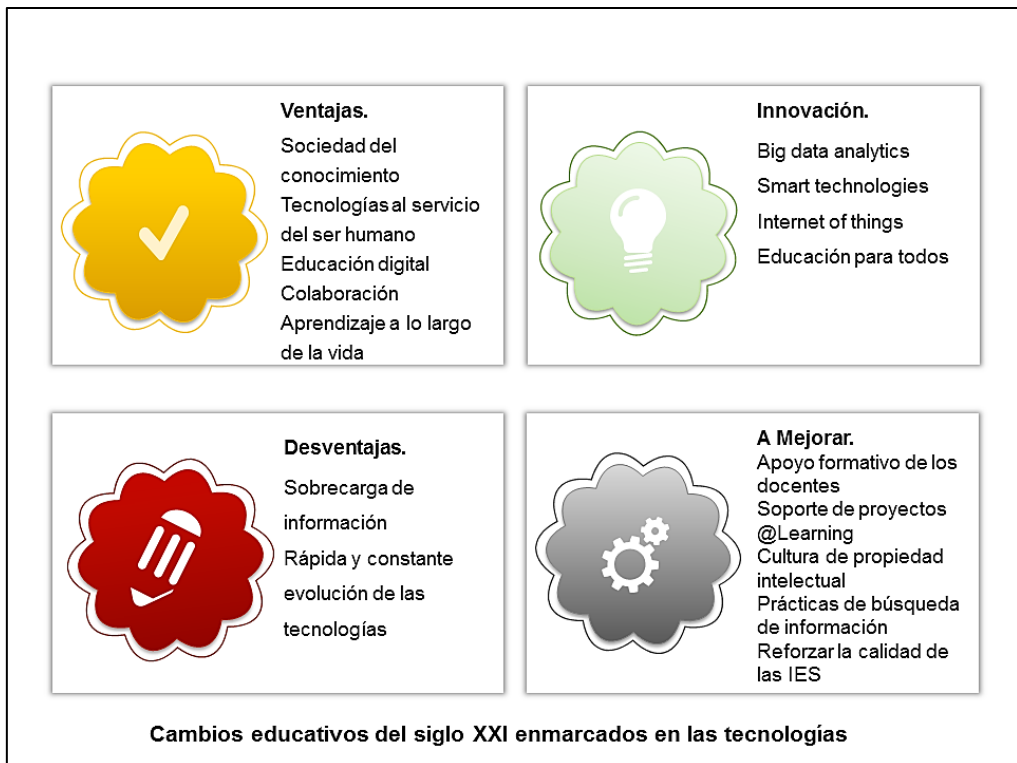 Ventajas.
Sociedad del
conocimiento
Tecnologías al servicio
del ser humano
Educación digital
Colaboración
Aprendizaje a lo largo
de la vida
Innovación.
Big data analytics
Smart technologies
Internet of things
Educación para todos
Desventajas.
Sobrecarga de
información
Rápida y constante
evolución de las
tecnologías
A Mejorar.
Apoyo formativo de los
docentes
Soporte de proyectos
@Learning
Cultura de propiedad
intelectual
Prácticas de búsqueda
de información
Reforzar la calidad de
las IES
Cambios educativos del siglo XXI enmarcados en las tecnologías